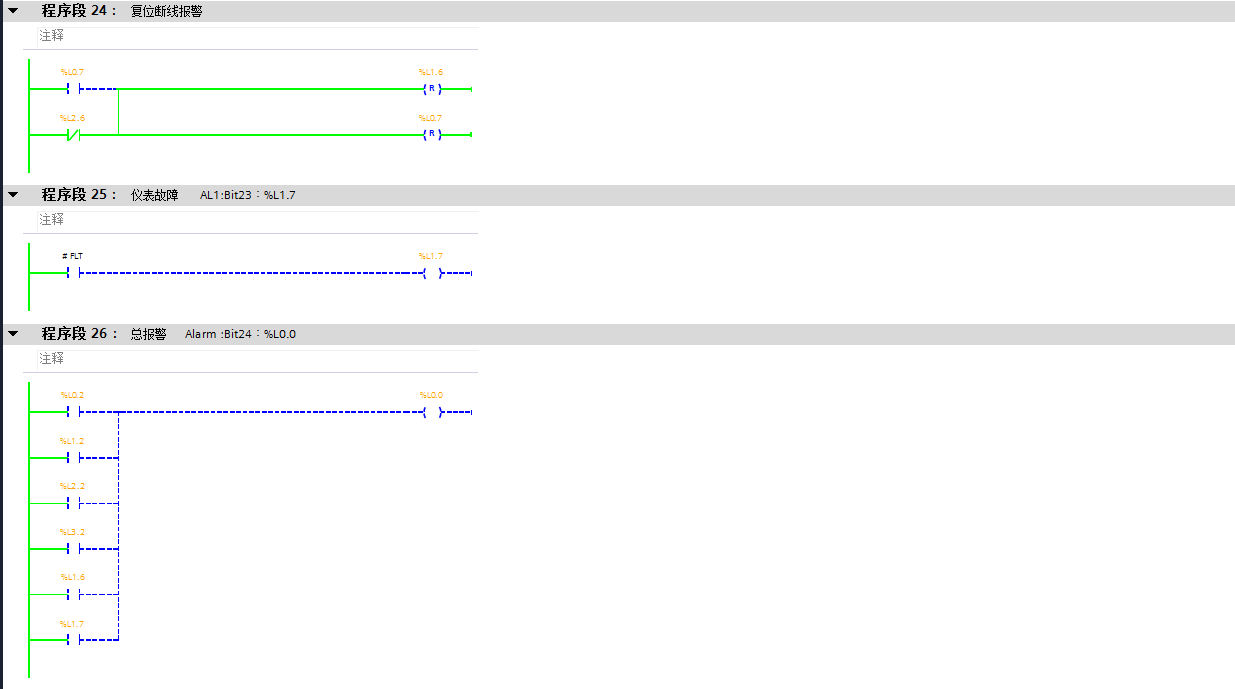 程序段 24： 复位断线报警
注释
%L0.7 %L1.6
R
%L2.6 %L0.7
R
程序段 25： 仪表故障 AL1:Bit23：%L1.7
注释
# FLT %L1.7
程序段 26： 总报警 Alarm :Bit24：%L0.0
注释
%L0.2 %L0.0
%L1.2
%L2.2
%L3.2
%L1.6
%L1.7